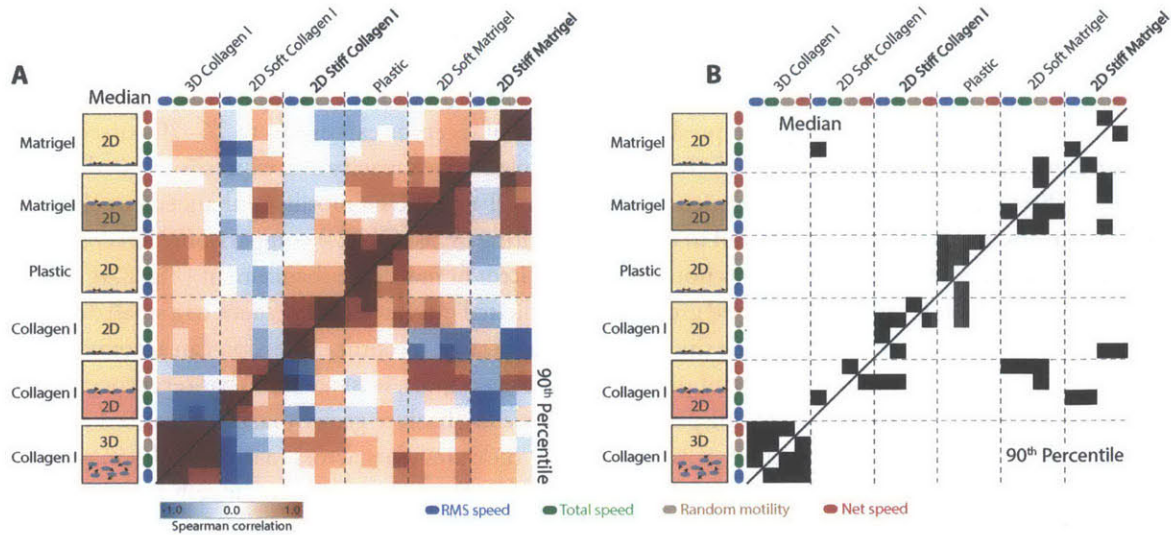 A
Median
3D Collagen I
2D Soft Collagen I
2D Stiff Collagen I
Plastic
2D Soft Matrigel
2D Stiff Matrigel
Matrigel
2D
Matrigel
2D
Plastic
2D
Collagen I
2D
Collagen I
2D
Collagen I
3D
90th Percentile
-1.0 0.0 1.0
Spearman correlation
B
3D Collagen I
2D Soft Collagen I
2D Stiff Collagen I
Plastic
2D Soft Matrigel
2D Stiff Matrigel
Median
Matrigel
2D
Matrigel
2D
Plastic
2D
Collagen I
2D
Collagen I
2D
Collagen I
3D
90th Percentile
RMS speed Total speed Random motility Net speed